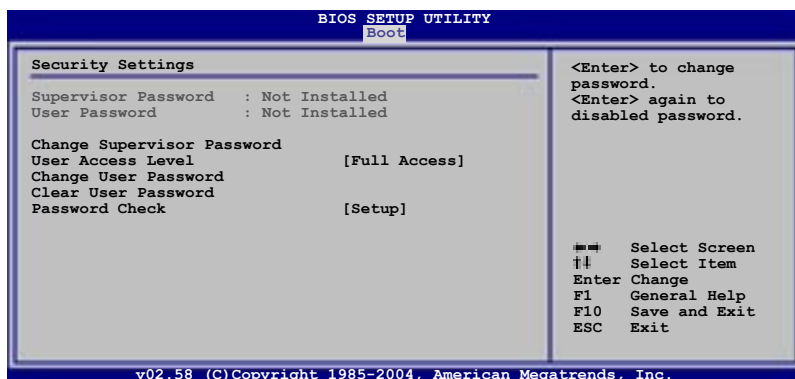 BIOS SETUP UTILITY
Boot
Security Settings
Supervisor Password : Not Installed
User Password : Not Installed
Change Supervisor Password
User Access Level [Full Access]
Change User Password
Clear User Password
Password Check [Setup]
<Enter> to change
password.
<Enter> again to
disabled password.
←→ Select Screen
↑↓ Select Item
Enter Change
F1 General Help
F10 Save and Exit
ESC Exit
v02.58 (C)Copyright 1985-2004, American Megatrends, Inc.